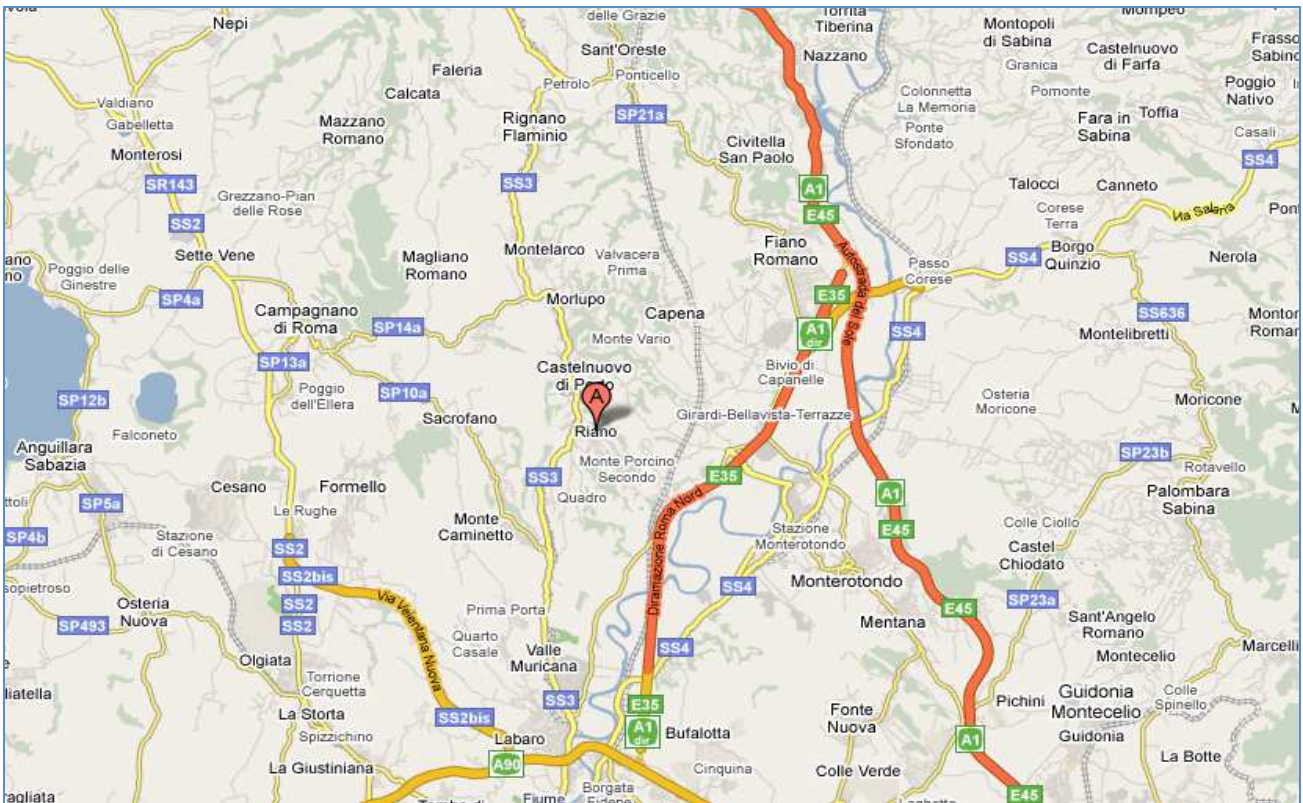 Nepi
delle Grazie
Torrita
Tiberina
Mompeo
Montopoli
di Sabina
Sant'Oreste
Nazzano
Castelnuovo
di Farfa
Granica
Faleria
Ponticello
Petrolo
Calcata
Colonnetta
La Memoria
Pomonte
Poggio
Nativo
Valdiano
Gabelletta
SP21a
Mazzano
Romano
Rignano
Flaminio
Ponte
Sfondato
Fara in
Sabina
Toffia
Casali
Civitella
San Paolo
Monterosi
SS4
SR143
SS3
A1
Talocci
Canneto
Grezzano-Pian
delle Rose
E45
Corese
Terra
Via Salaria
SS2
Sette Vene
Montelarco
Valvacera
Prima
Fiano
Romano
Autostrada del Sole
Borgo
Quinzio
SS4
Nerola
Magliano
Romano
Passo
Corese
Poggio delle
Ginestre
SP4a
Morlupo
E35
Campagnano
di Roma
SP14a
Capena
SS636
A1
dir
SS4
Monte Vario
Montelibretti
SP13a
Castelnuovo
di
Bivio di
Capanelle
Poggio
dell'Ellera
SP10a
A
Osteria
Moricone
SP12b
Moricone
Sacrofano
Girardi-Bellavista-Terrazze
Riano
Falconeto
Anguillara
Sabazia
SP23b
Monte Porcino
Secondo
Rotavello
SS3
E35
Cesano
Formello
Quadro
A1
Palombara
Sabina
SP5a
Le Rughe
Monte
Caminetto
Diramazione Roma Nord
Stazione
Monterotondo
E45
Colle Ciollo
SP4b
Stazione
di Cesano
SS2
Castel
Chiodato
SS2bis
SS4
Monterotondo
Osteria
Nuova
SS2
Via Veientana Nuova
Prima Porta
E45
SP23a
SP493
SS2
Mentana
Sant'Angelo
Romano
Quarto
Casale
Valle
Muricana
SS4
Marcelli
Olgiata
Montecelio
Torrione
Cerquetta
SS3
E35
Pichini
Guidonia
Montecelio
Colle
Spinello
La Storta
SS2bis
Fonte
Nuova
Spizzichino
Labaro
A1
dir
Bufalotta
A1
Guidonia
La Botte
A90
La Giustiniana
Cinquina
Colle Verde
Borgata
Fiume
E45